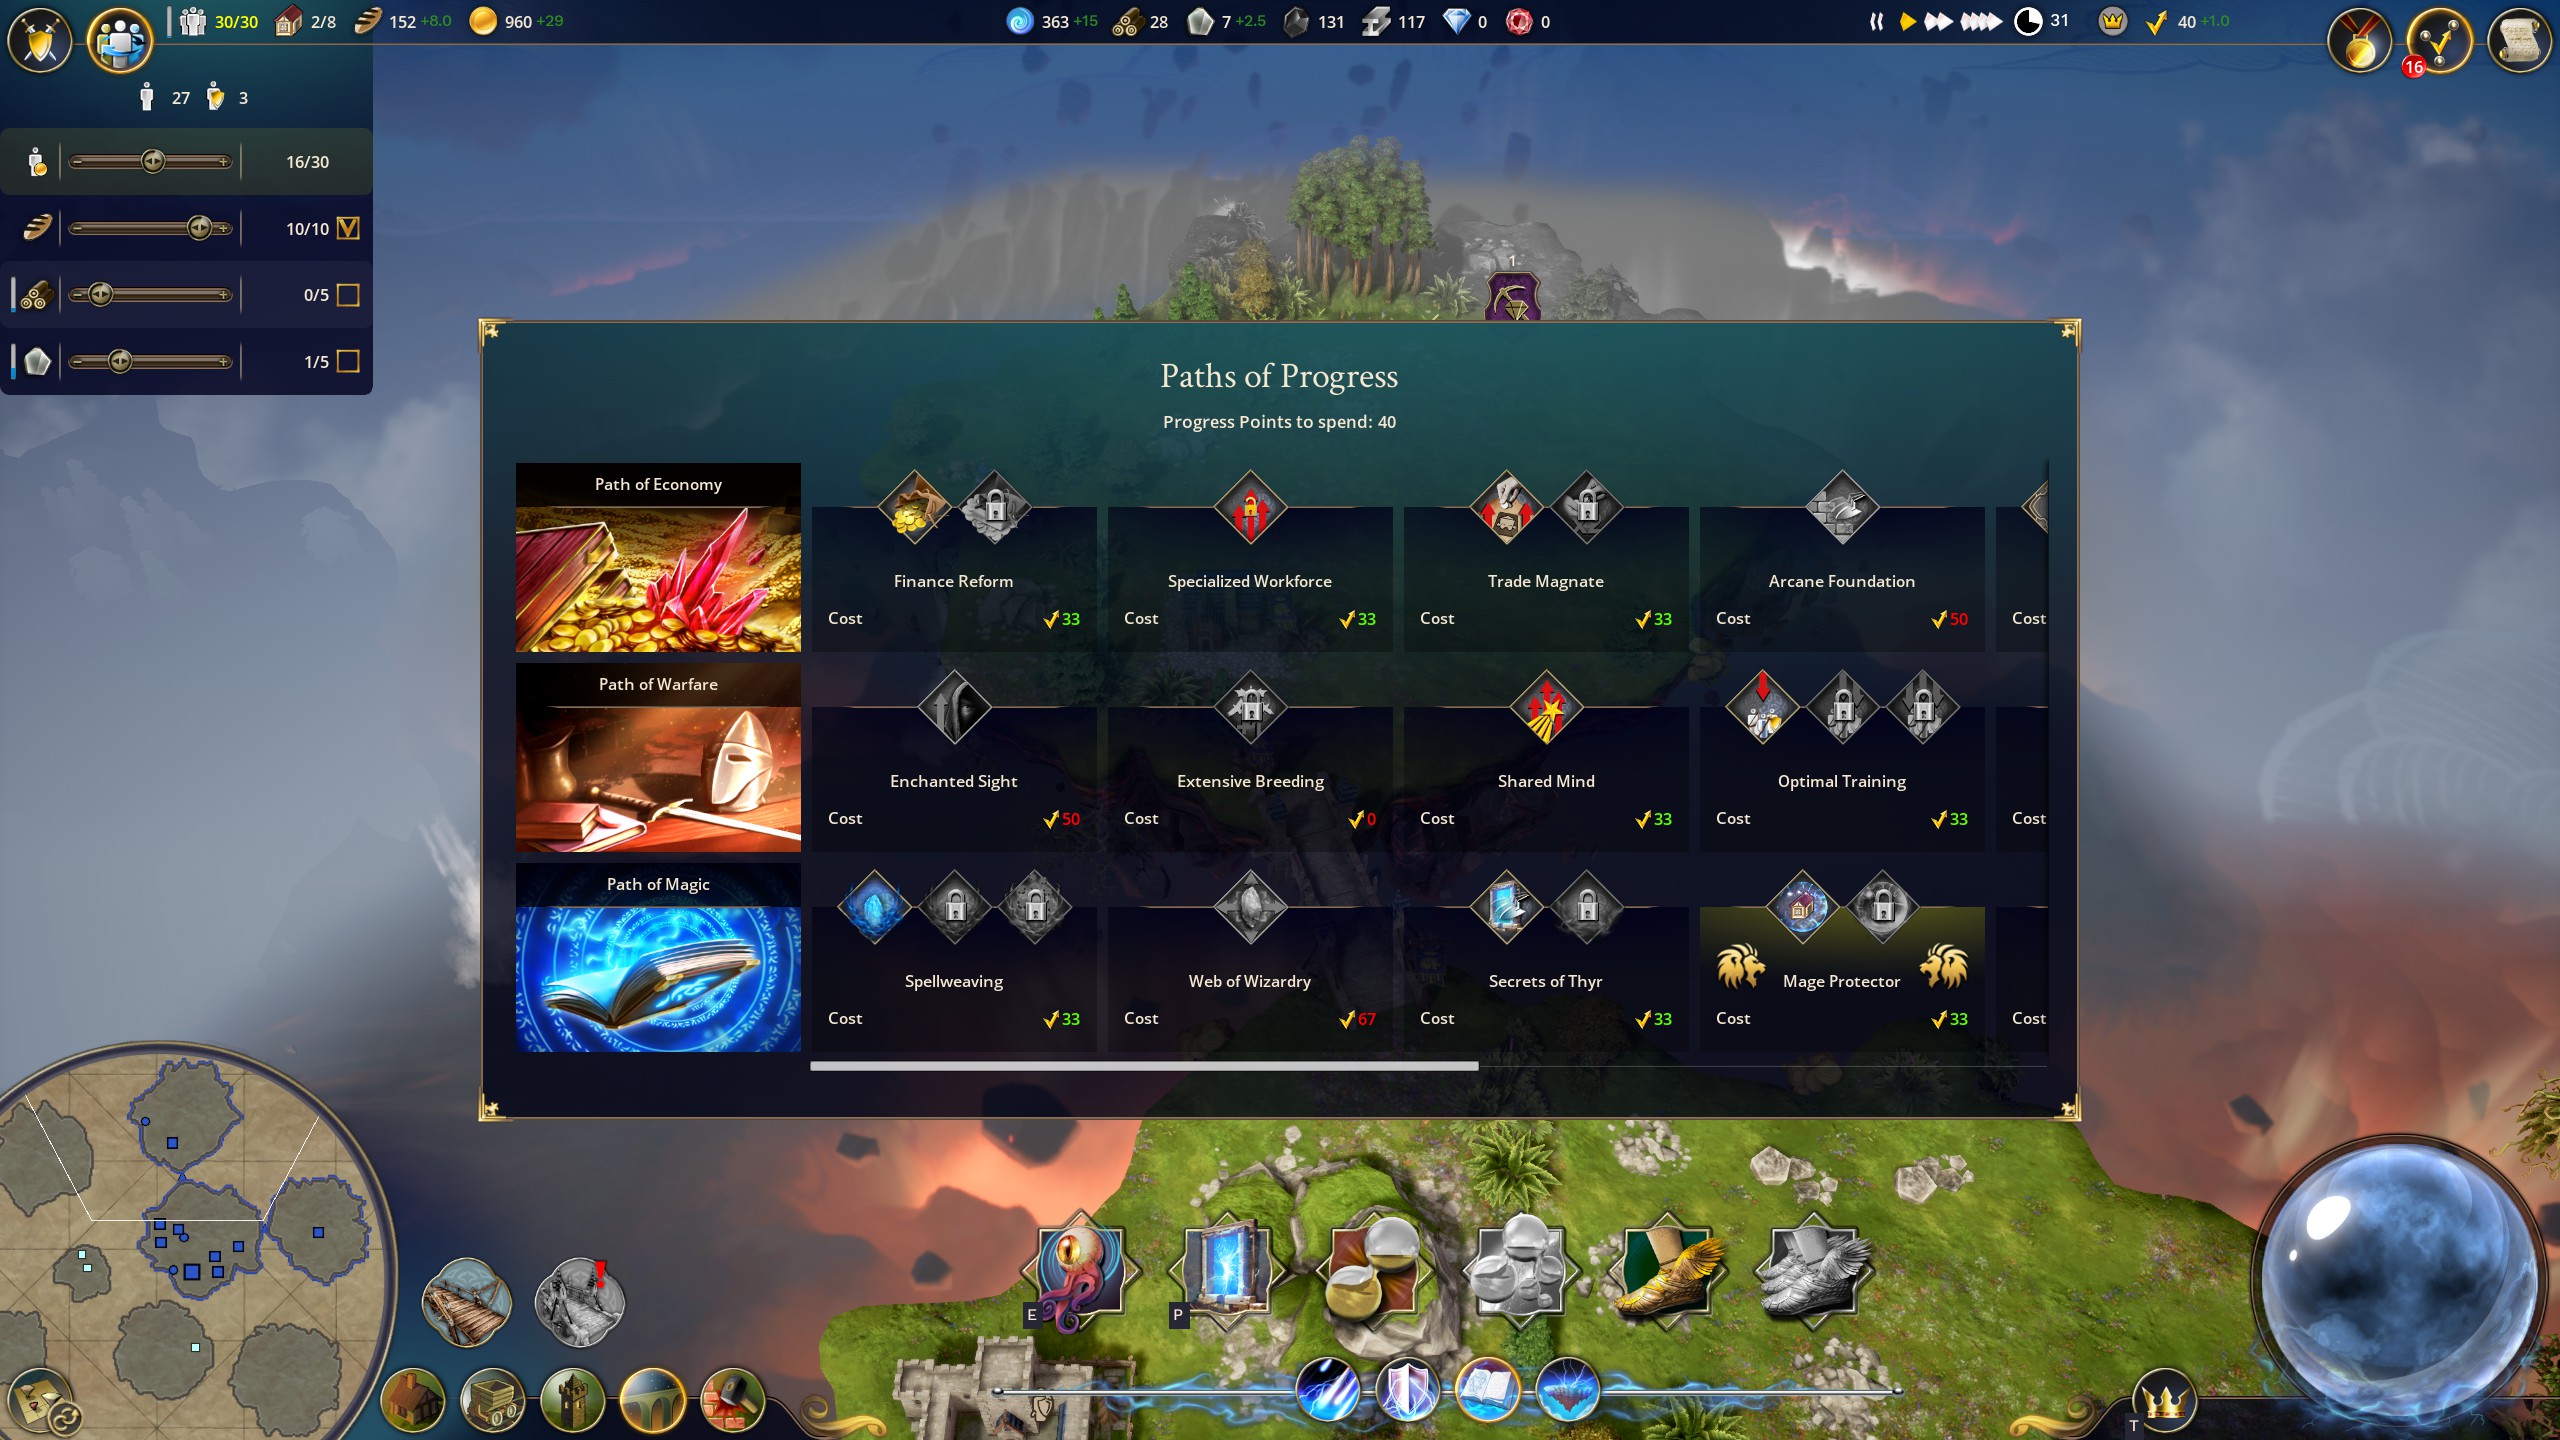 30/30 2/8 152 +8.0 960 +29 363 +15 28 7 +2.5 131 117 0 0 31 40 +1.0
16
27 3
16/30
10/10
0/5
1/5
1
Paths of Progress
Progress Points to spend: 40
Path of Economy
Finance Reform Specialized Workforce Trade Magnate Arcane Foundation
Cost 33 Cost 33 Cost 33 Cost 50 Cost
Path of Warfare
Enchanted Sight Extensive Breeding Shared Mind Optimal Training
Cost 50 Cost 0 Cost 33 Cost 33 Cost
Path of Magic
Spellweaving Web of Wizardry Secrets of Thyr Mage Protector
Cost 33 Cost 67 Cost 33 Cost 33 Cost
E P
T